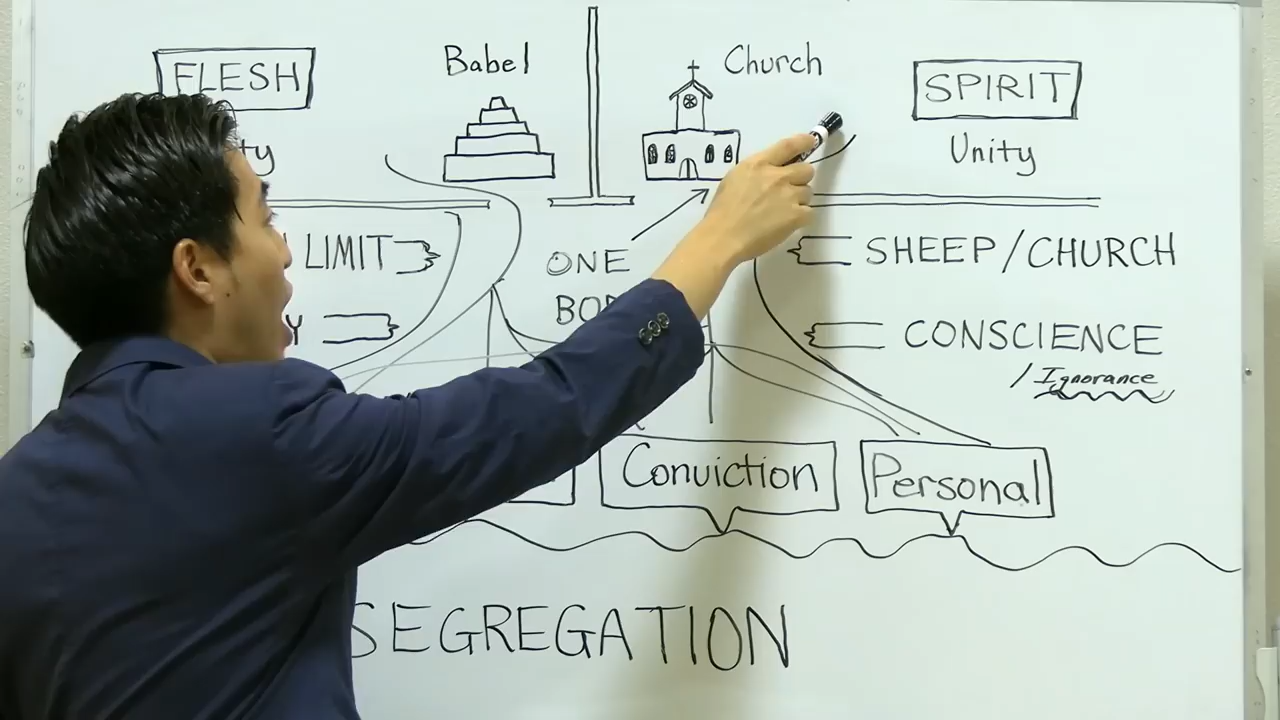 FLESH
Babel
Church
SPIRIT
Unity
LIMIT
ONE
SHEEP/CHURCH
CONSCIENCE
/Ignorance
Conviction
Personal
SEGREGATION